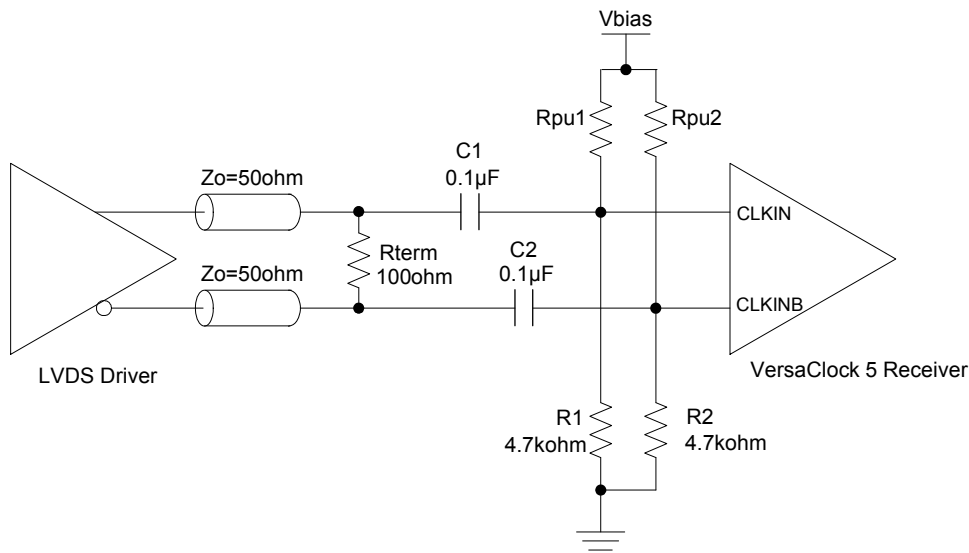 Vbias
Rpu1
Rpu2
C1
0.1µF
Zo=50ohm
CLKIN
Rterm
100ohm
C2
0.1µF
Zo=50ohm
CLKINB
LVDS Driver
VersaClock 5 Receiver
R1
4.7kohm
R2
4.7kohm